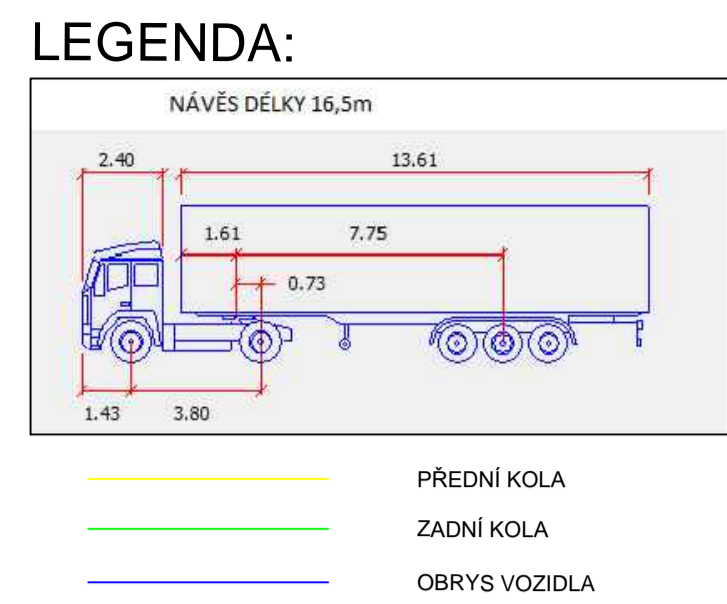 LEGENDA:
NÁVĚS DÉLKY 16,5m
2.40 13.61
1.61 7.75
0.73
1.43 3.80
PŘEDNÍ KOLA
ZADNÍ KOLA
OBRYS VOZIDLA